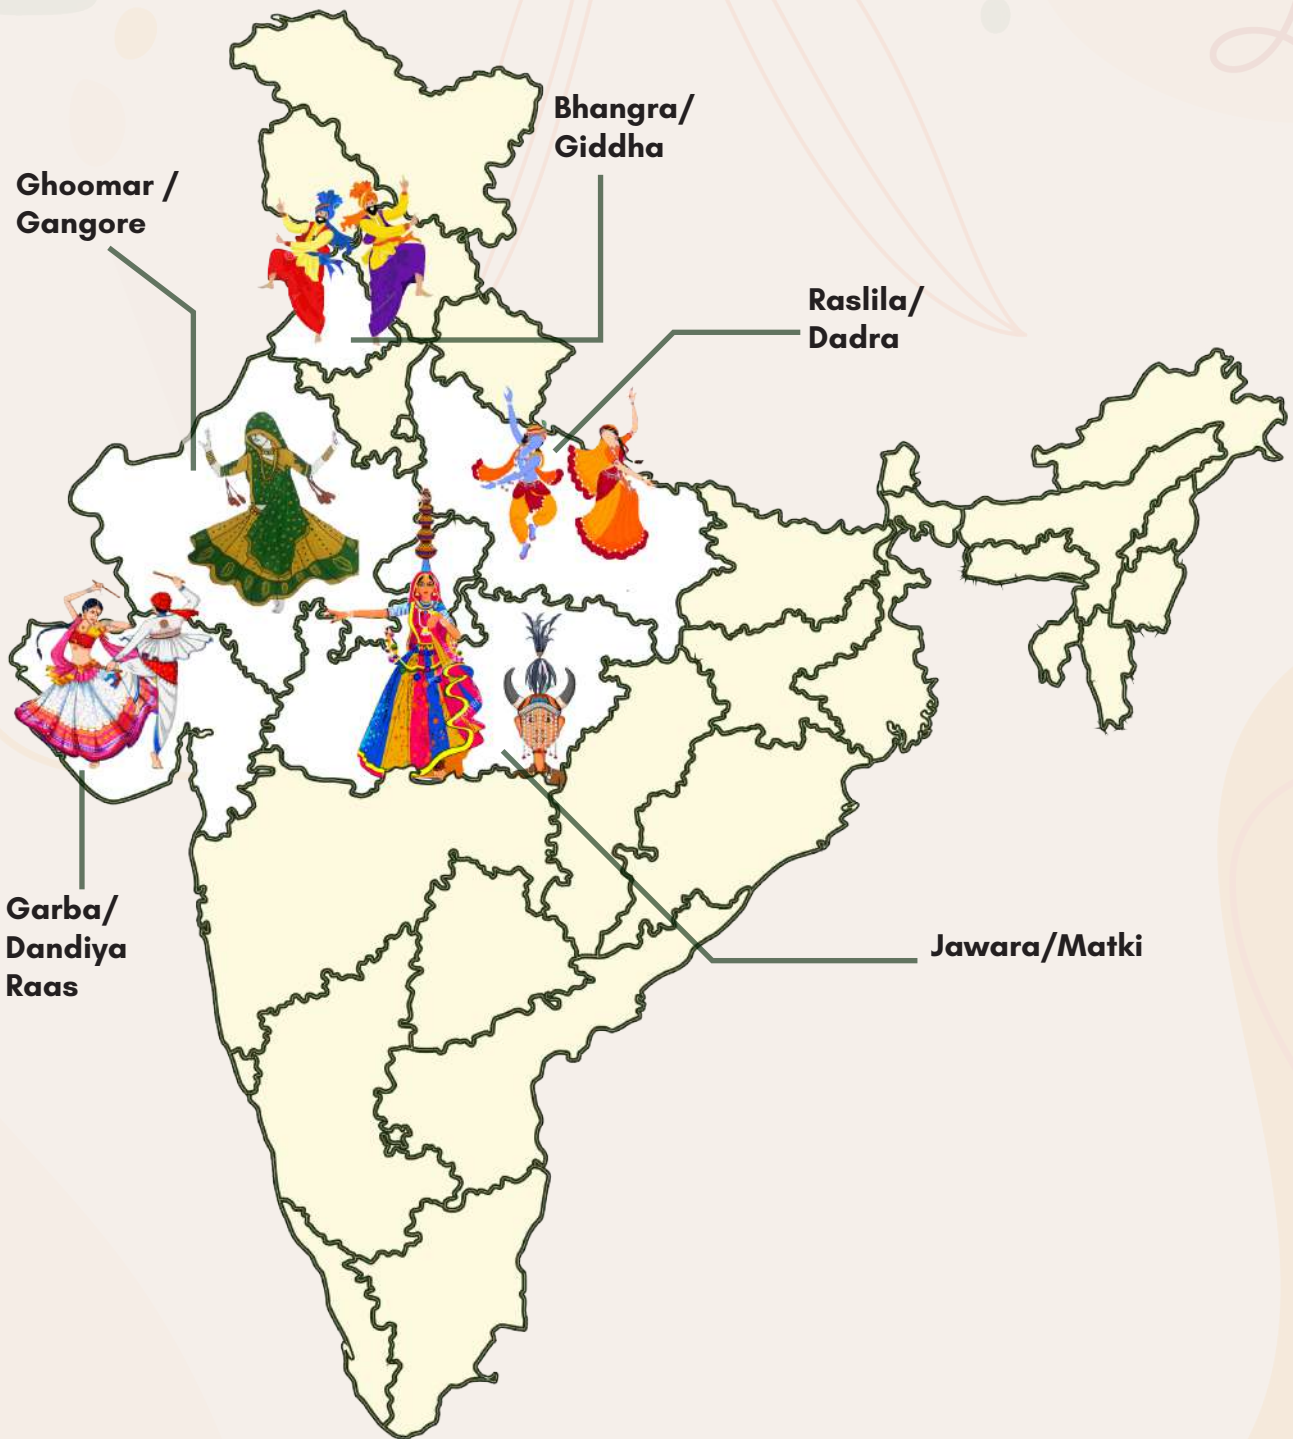 Bhangra/
Giddha
Ghoomar /
Gangore
Raslila/
Dadra
Garba/
Dandiya
Raas
Jawara/Matki